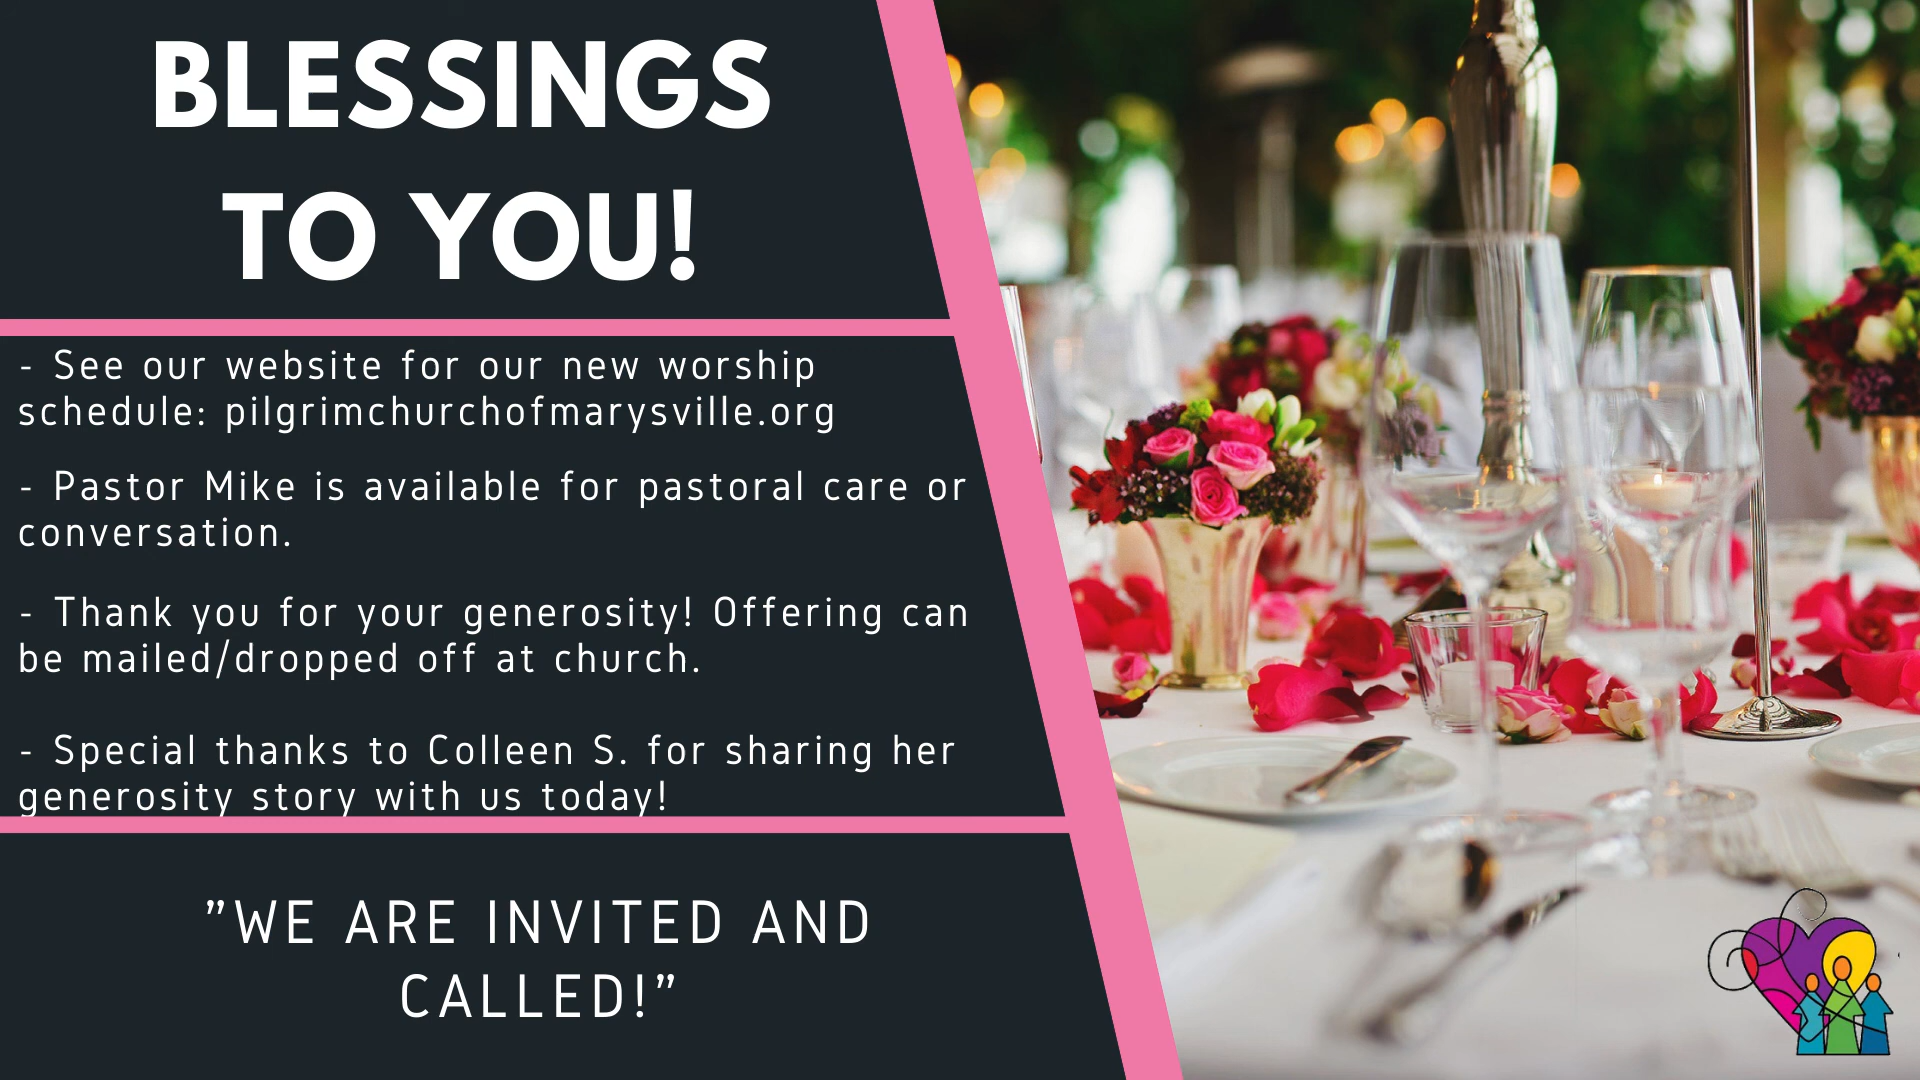 BLESSINGS
TO YOU!
- See our website for our new worship
schedule: pilgrimchurchofmarysville.org
- Pastor Mike is available for pastoral care or
conversation.
- Thank you for your generosity! Offering can
be mailed/dropped off at church.
- Special thanks to Colleen S. for sharing her
generosity story with us today!
”WE ARE INVITED AND
CALLED!”